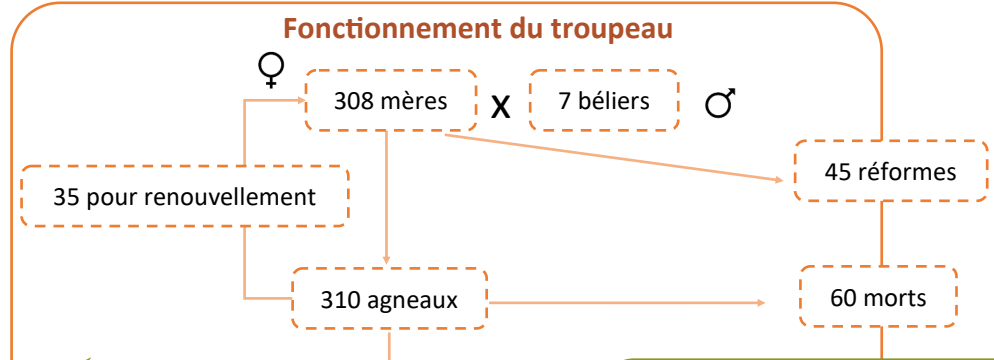 Fonctionnement du troupeau
♀
308 mères
X
7 béliers
♂
45 réformes
35 pour renouvellement
310 agneaux
60 morts